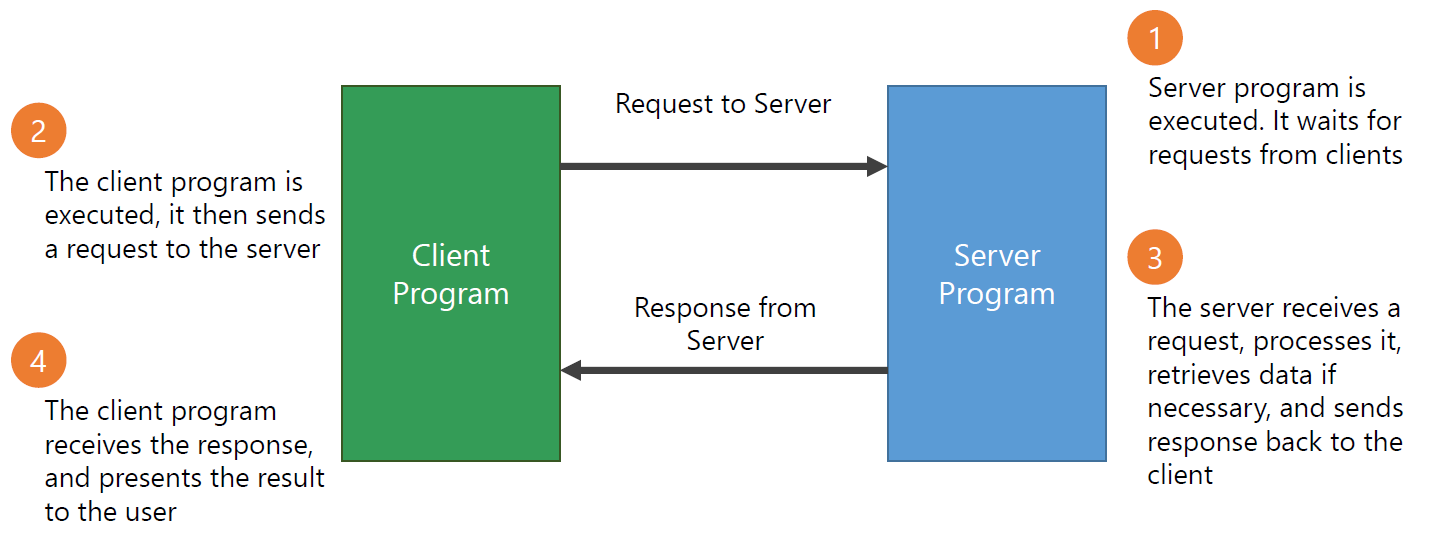 1
Server program is
executed. It waits for
requests from clients
2
The client program is
executed, it then sends
a request to the server
Request to Server
Client
Program
Server
Program
Response from
Server
3
The server receives a
request, processes it,
retrieves data if
necessary, and sends
response back to the
client
4
The client program
receives the response,
and presents the result
to the user